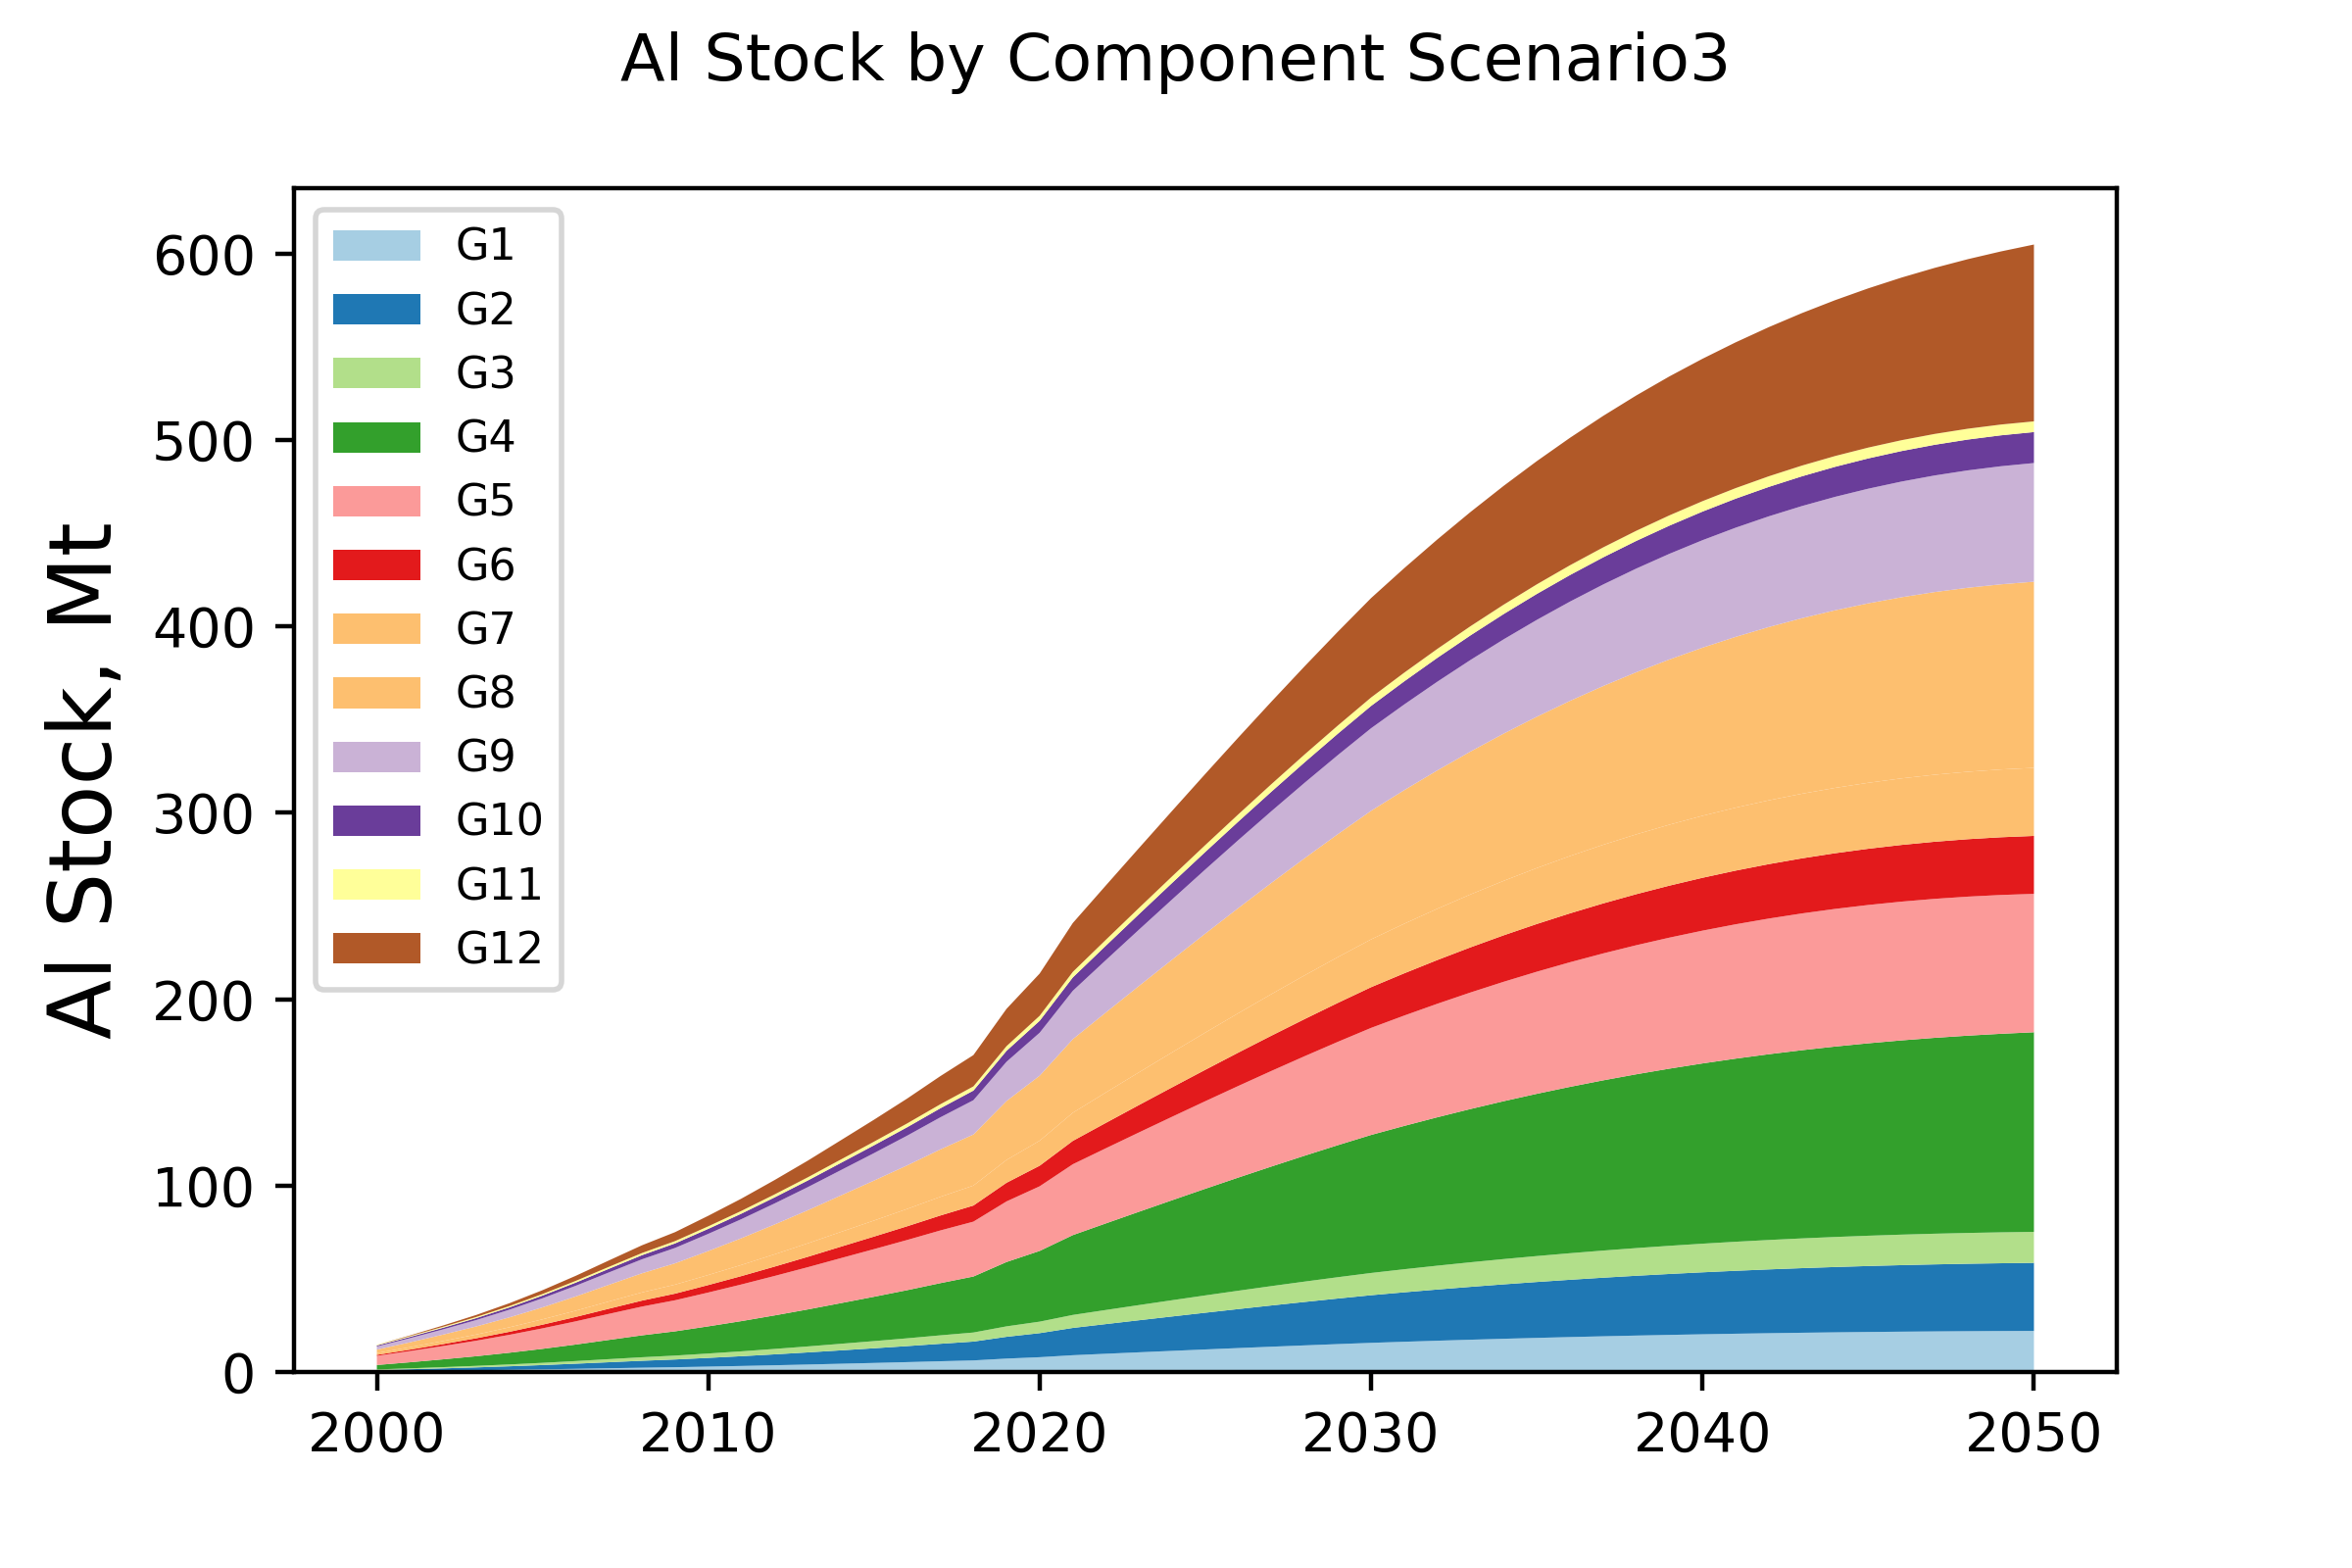 Al Stock by Component Scenario3
Al Stock, Mt
600
500
400
300
200
100
0
G1
G2
G3
G4
G5
G6
G7
G8
G9
G10
G11
G12
2000 2010 2020 2030 2040 2050